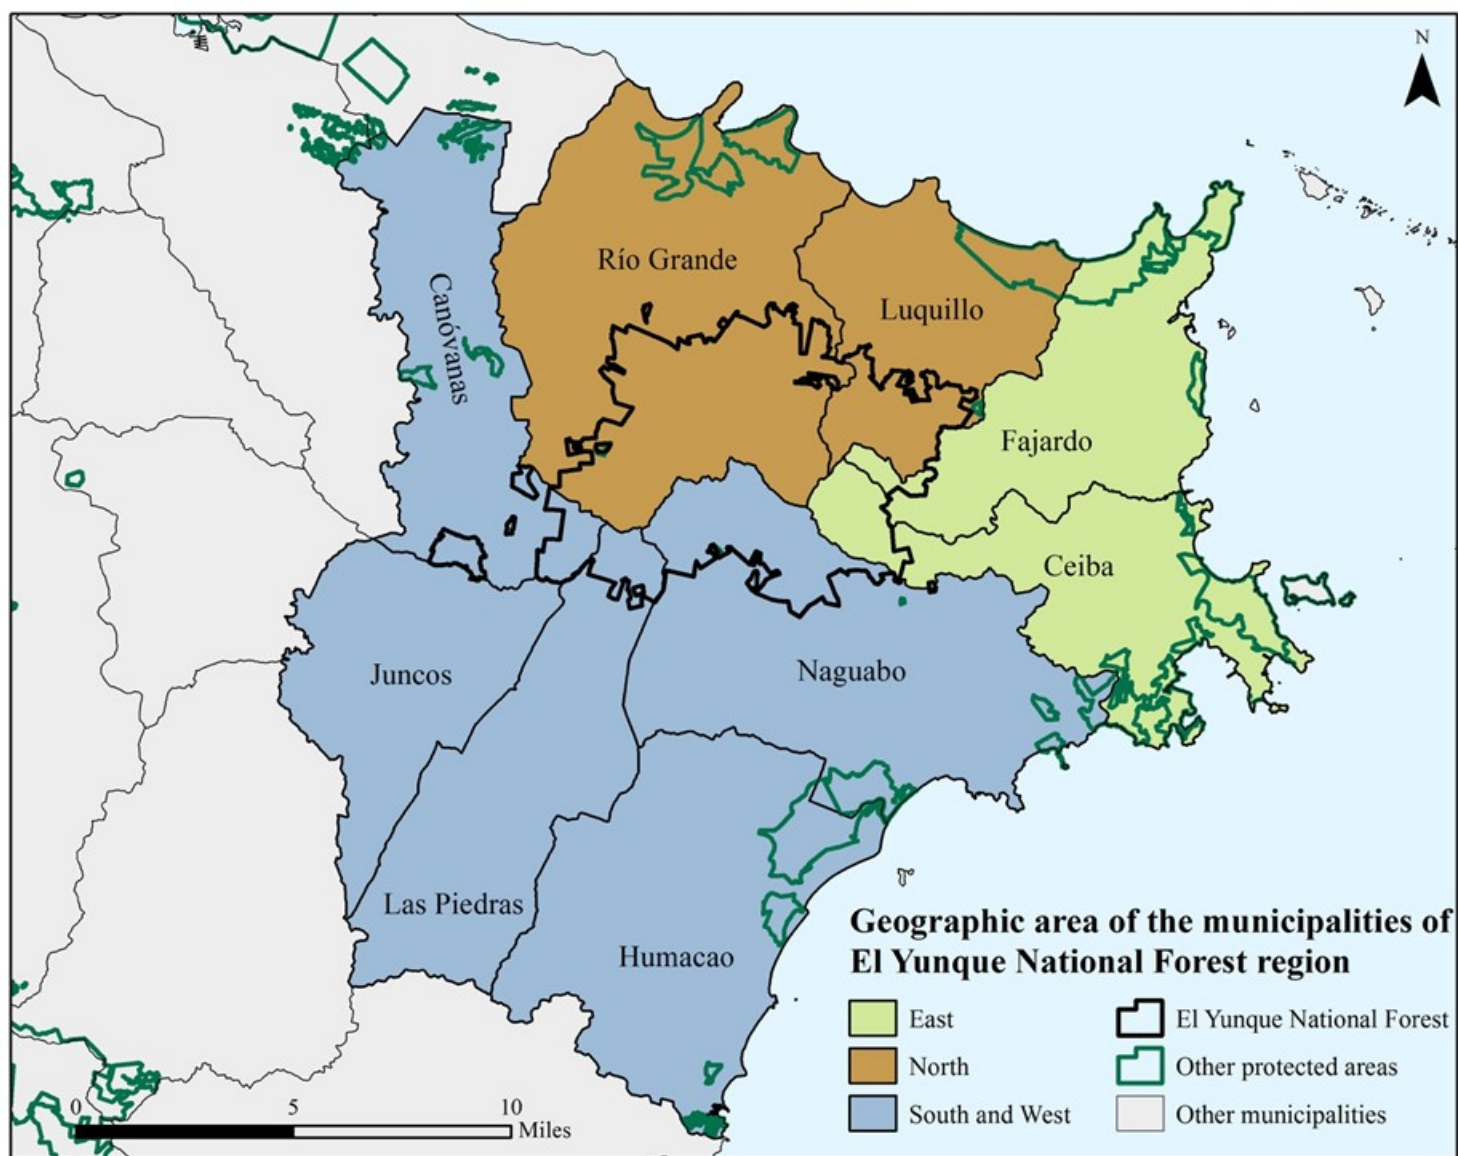 N
Río Grande
Canóvanas
Luquillo
Fajardo
Ceiba
Juncos
Naguabo
Las Piedras
Humacao
Geographic area of the municipalities of
El Yunque National Forest region
East
North
South and West
El Yunque National Forest
Other protected areas
Other municipalities
0 5 10
Miles